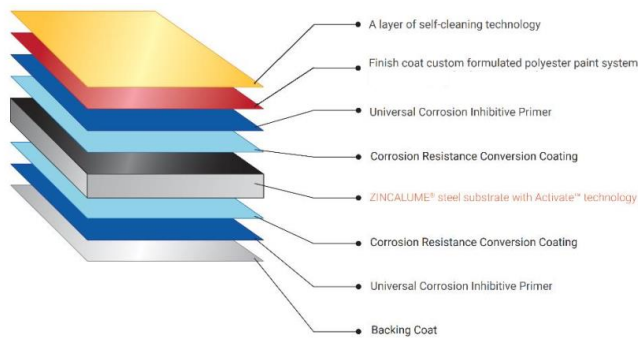 A layer of self-cleaning technology
Finish coat custom formulated polyester paint system
Universal Corrosion Inhibitive Primer
Corrosion Resistance Conversion Coating
ZINCALUME® steel substrate with Activate™ technology
Corrosion Resistance Conversion Coating
Universal Corrosion Inhibitive Primer
Backing Coat